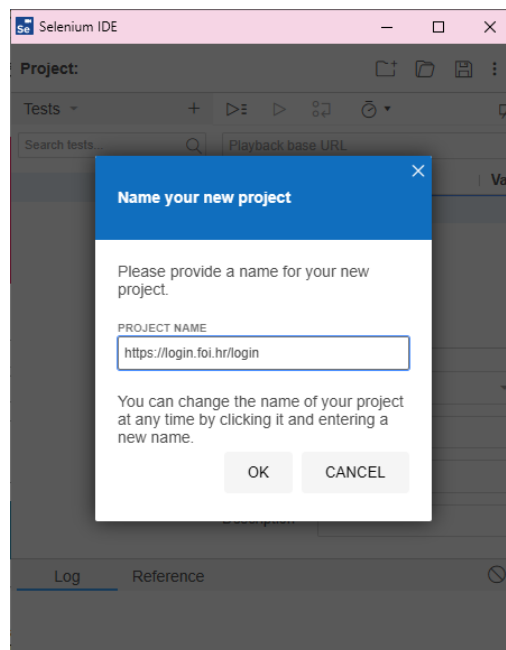 Se Selenium IDE
Project:
Tests
Search tests...
Playback base URL
Va
Name your new project
Please provide a name for your new
project.
PROJECT NAME
https://login.foi.hr/login
You can change the name of your project
at any time by clicking it and entering a
new name.
OK CANCEL
Description
Log Reference